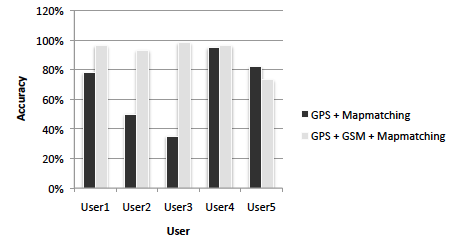 120%
100%
80%
60%
40%
20%
0%
Accuracy
User1 User2 User3 User4 User5
User
GPS + Mapmatching
GPS + GSM + Mapmatching